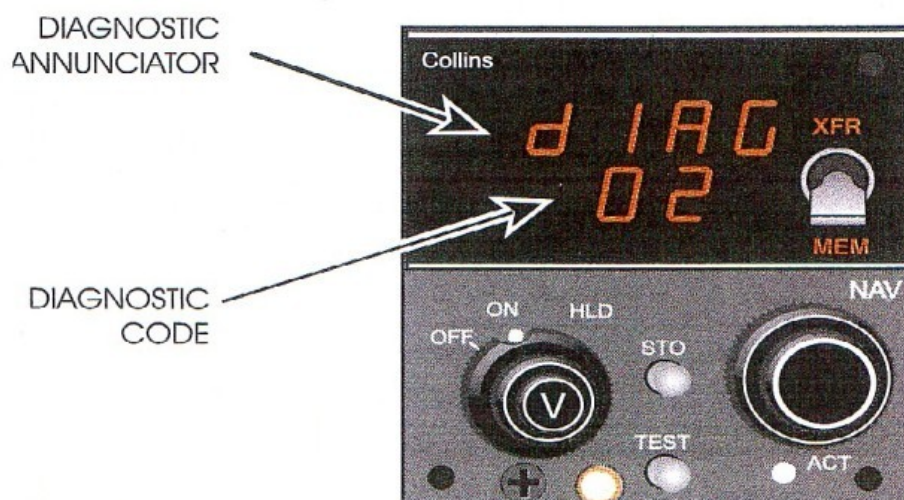 DIAGNOSTIC
ANNUNCIATOR
Collins
dIAG
XFR
02
MEM
DIAGNOSTIC
CODE
NAV
ON
HLD
OFF
STO
V
TEST
ACT